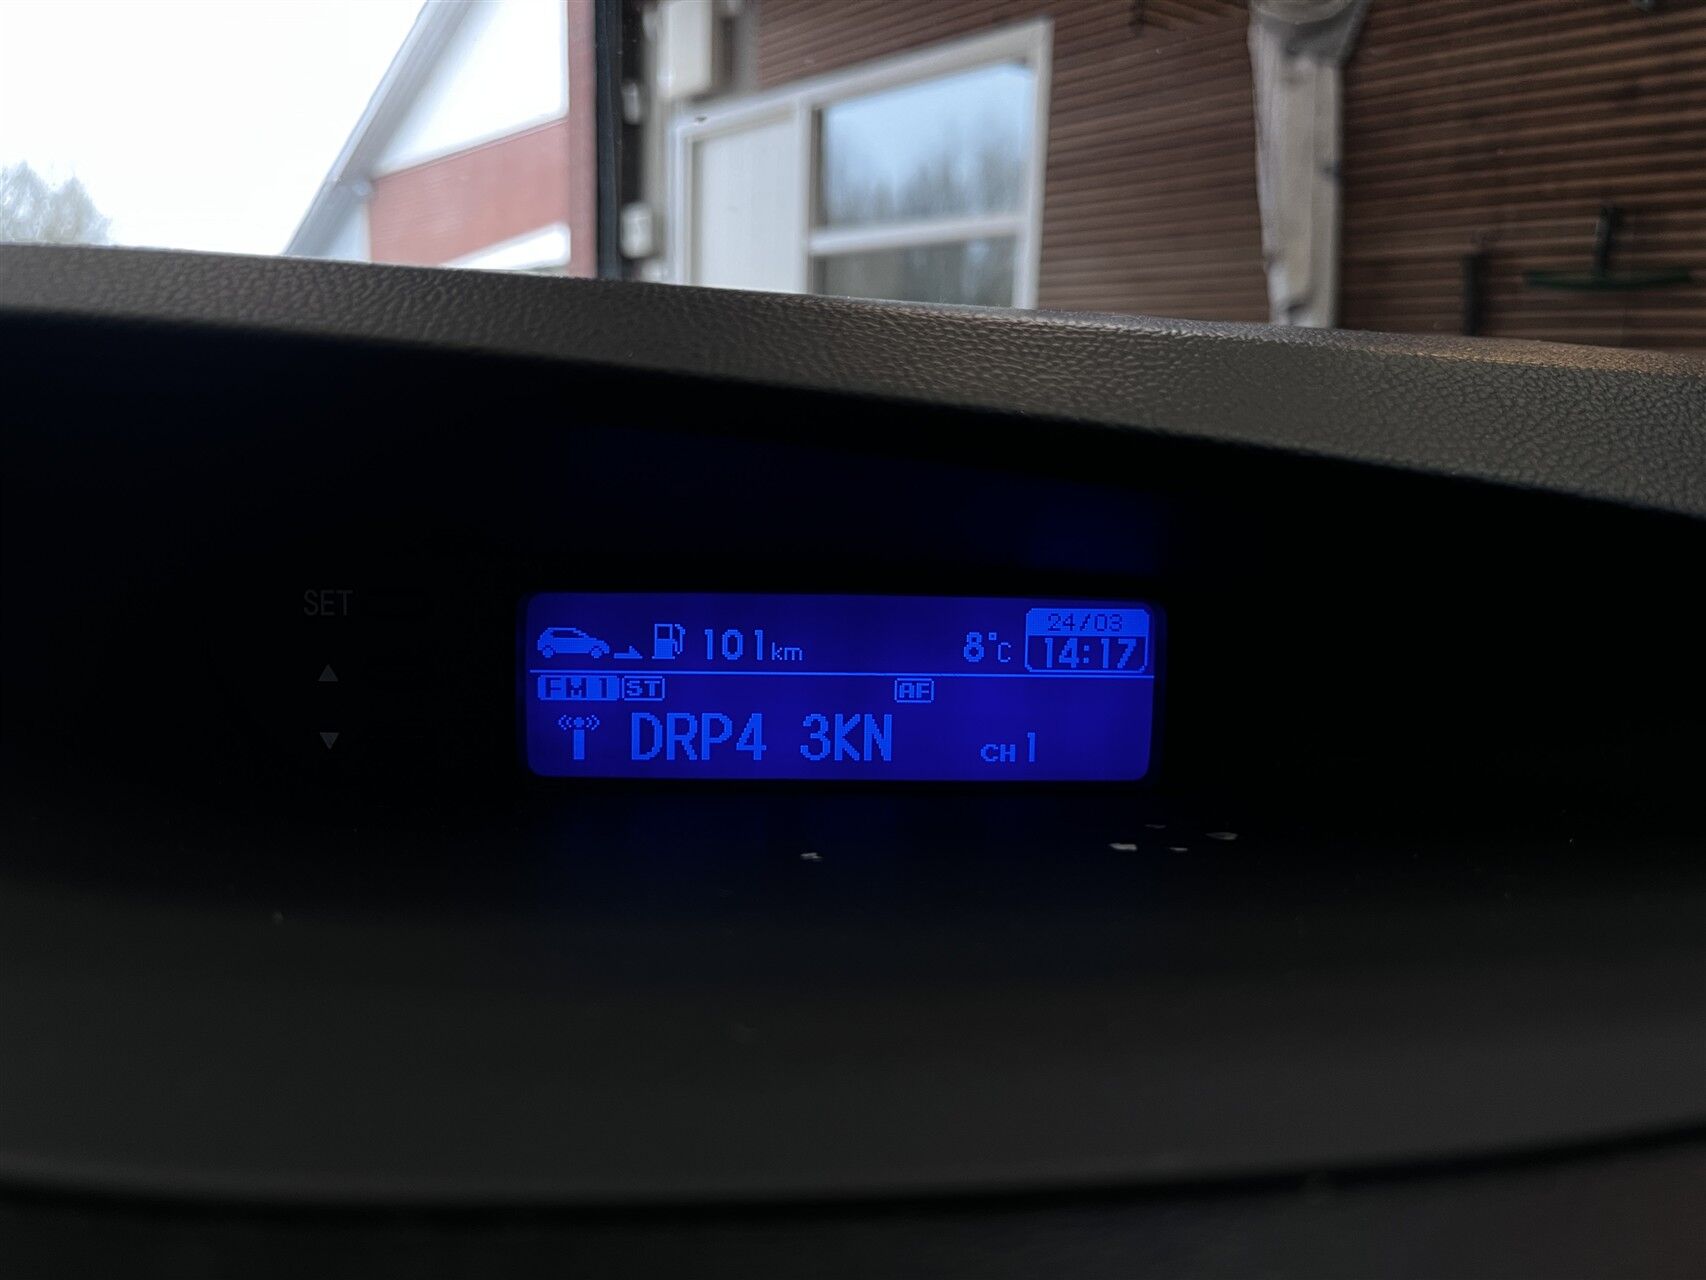 SET
101km 8°C 24/03
14:17
FM1 ST AF
DRP4 3KN CH1